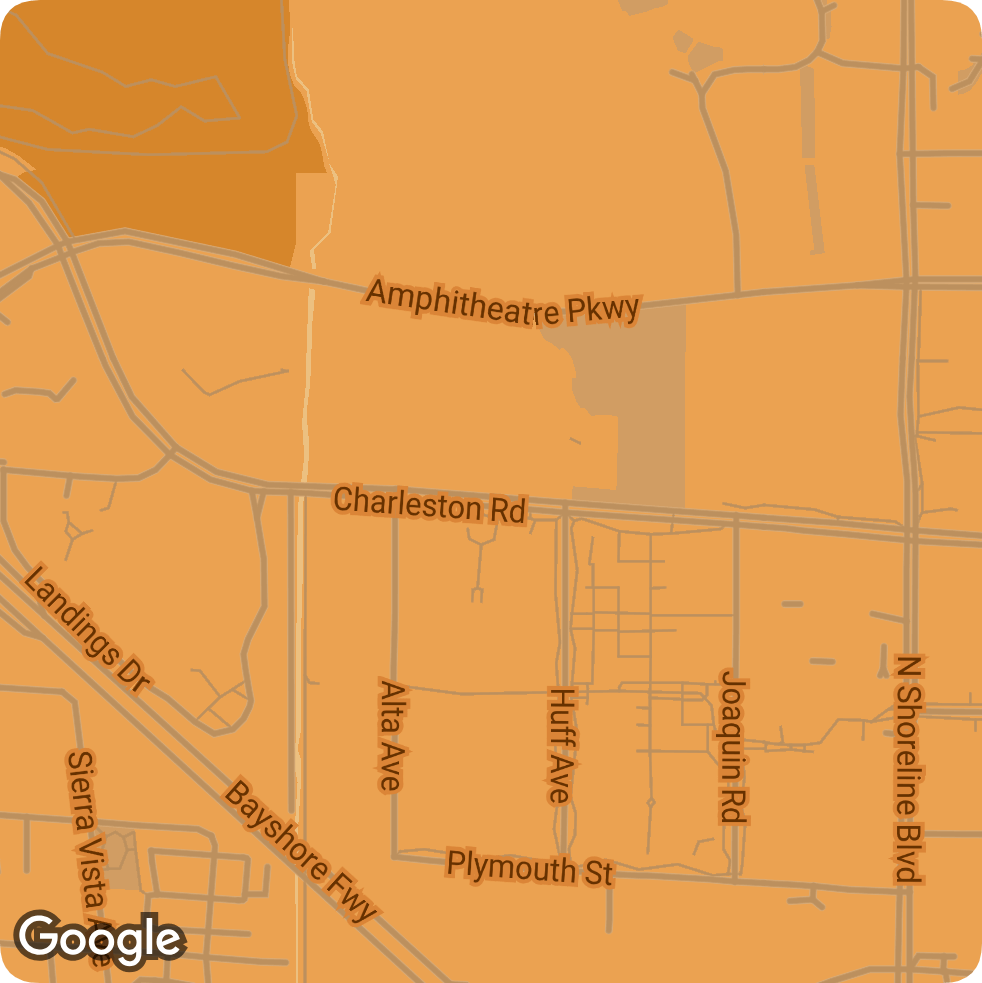 Amphitheatre Pkwy
Charleston Rd
Landings Dr
Alta Ave
Huff Ave
Joaquin Rd
N Shoreline Blvd
Sierra Vista Ave
Bayshore Fwy
Plymouth St
Google